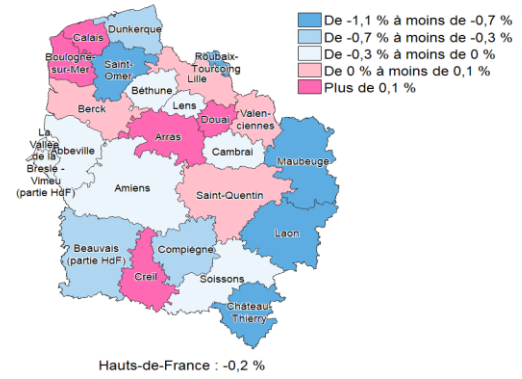 Dunkerque
Calais
Boulogne-
sur-Mer
Saint-
Omer
Roubaix-
Tourcoing
Lille
Béthune
Lens
Berck
Douai
Valen-
ciennes
Arras
La
Vallée
de la
Bresle -
Vimeu
(partie HdF)
Abbeville
Cambrai
Maubeuge
Amiens
Saint-Quentin
Laon
Beauvais
(partie HdF)
Compiègne
Creil
Soissons
Château-
Thierry
De -1,1 % à moins de -0,7 %
De -0,7 % à moins de -0,3 %
De -0,3 % à moins de 0 %
De 0 % à moins de 0,1 %
Plus de 0,1 %
Hauts-de-France : -0,2 %